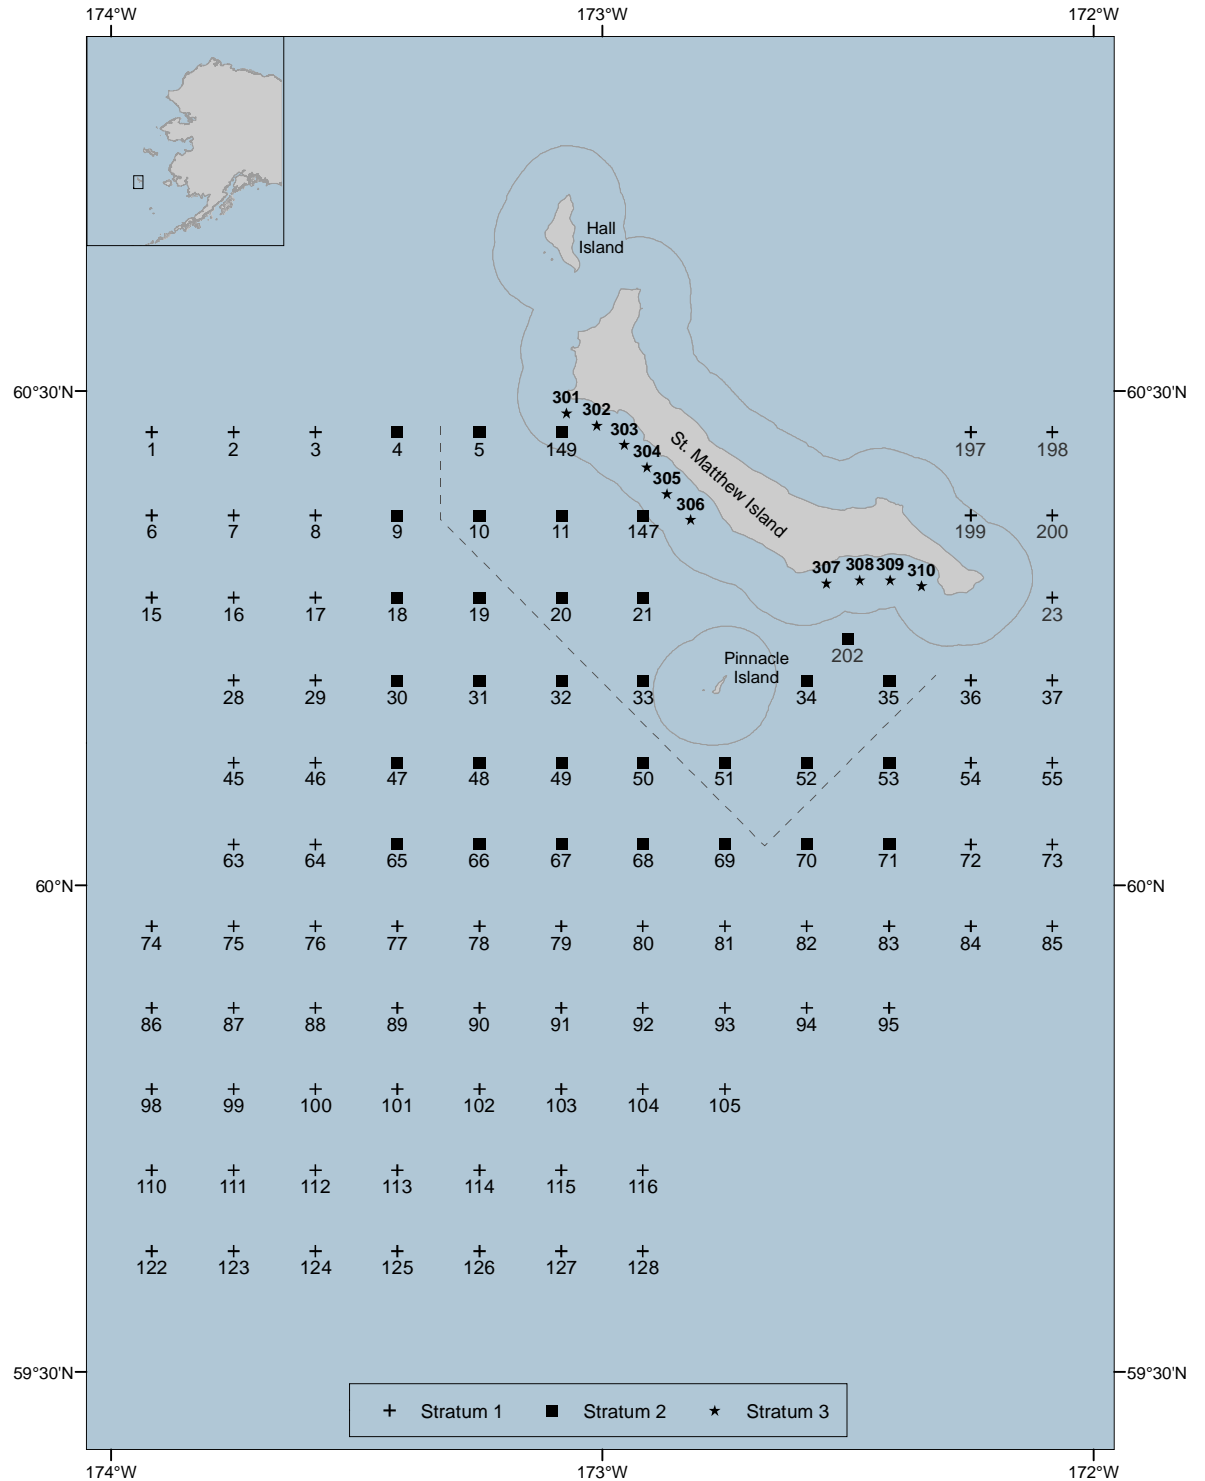 174°W 173°W 172°W
Hall
Island
60°30'N 60°30'N
301
302
303
304
305
306
St. Matthew Island
1 2 3 4 5 149 197 198
6 7 8 9 10 11 147 199 200
307 308 309 310
15 16 17 18 19 20 21 23
202
Pinnacle
Island
28 29 30 31 32 33 34 35 36 37
45 46 47 48 49 50 51 52 53 54 55
63 64 65 66 67 68 69 70 71 72 73
60°N 60°N
74 75 76 77 78 79 80 81 82 83 84 85
86 87 88 89 90 91 92 93 94 95
98 99 100 101 102 103 104 105
110 111 112 113 114 115 116
122 123 124 125 126 127 128
59°30'N 59°30'N
Stratum 1 Stratum 2 Stratum 3
174°W 173°W 172°W